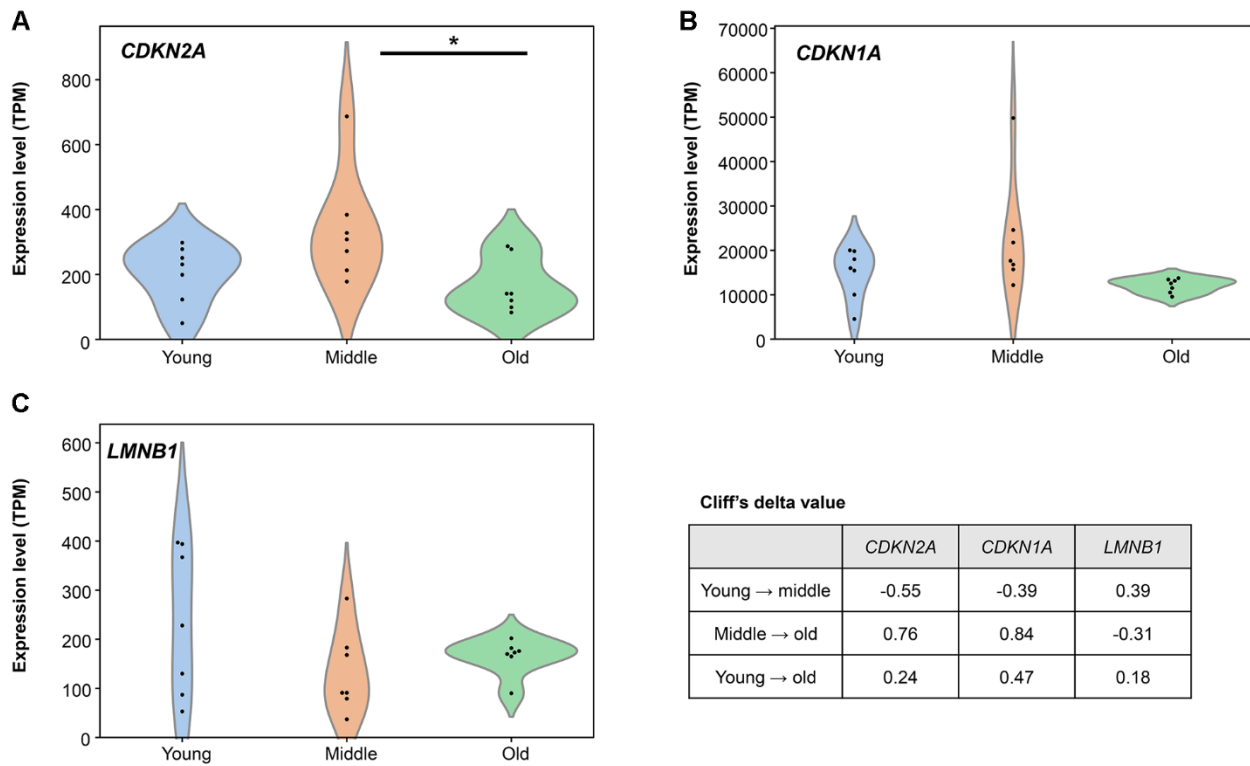 A
CDKN2A
*
Expression level (TPM)
800
600
400
200
0
Young Middle Old
B
CDKN1A
Expression level (TPM)
70000
60000
50000
40000
30000
20000
10000
0
Young Middle Old
C
LMNB1
Expression level (TPM)
600
500
400
300
200
100
0
Young Middle Old
Cliff's delta value
CDKN2A CDKN1A LMNB1
Young → middle -0.55 -0.39 0.39
Middle → old 0.76 0.84 -0.31
Young → old 0.24 0.47 0.18